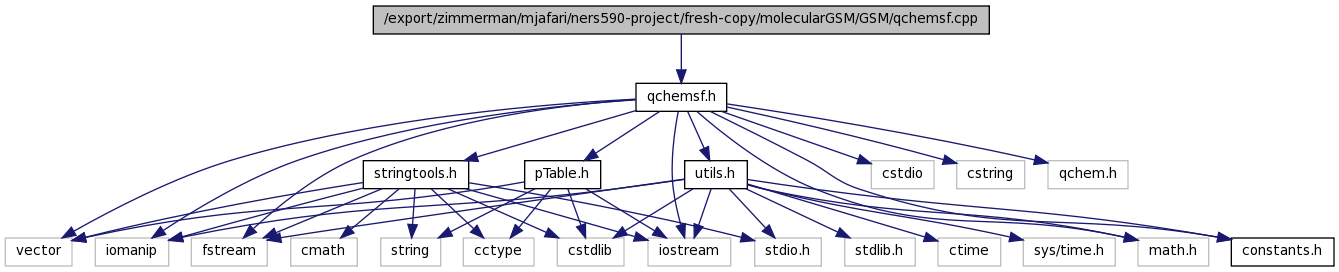 /export/zimmerman/mjafari/ners590-project/fresh-copy/molecularGSM/GSM/qchemsf.cpp
qchemsf.h
stringtools.h
pTable.h
utils.h
cstdio
cstring
qchem.h
vector
iomanip
fstream
cmath
string
cctype
cstdlib
iostream
stdio.h
stdlib.h
ctime
sys/time.h
math.h
constants.h